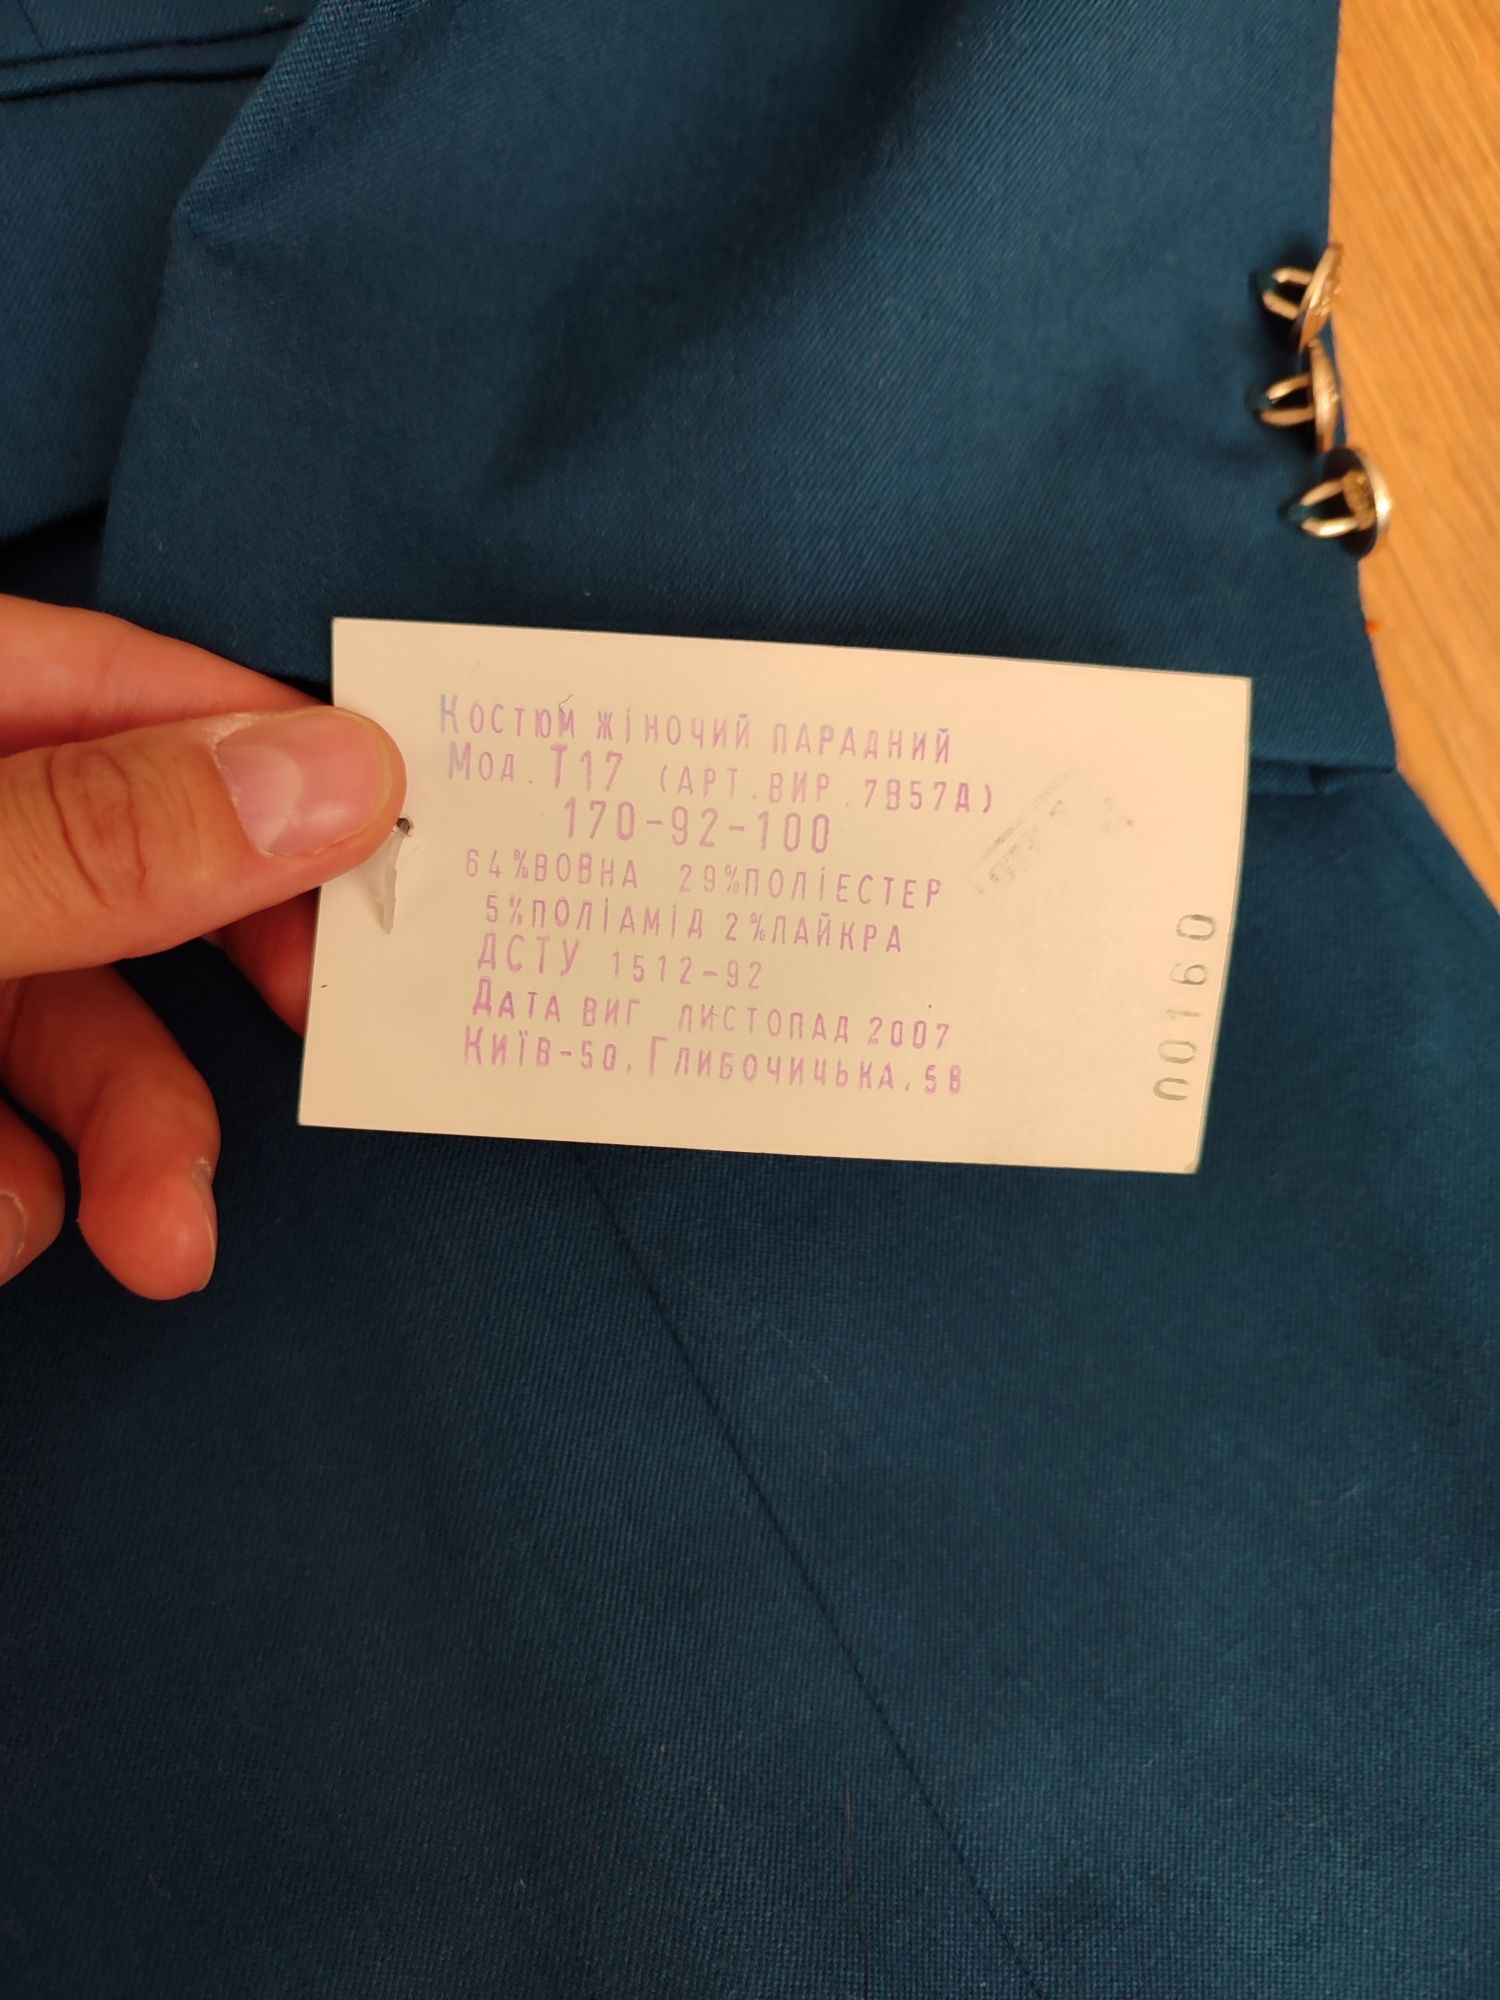 Костюм жіночий парадний
Мод. Т17 (арт.вир.7В57А)
170-92-100
64%вовна 29%поліестер
5%поліамід 2%лайкра
ДСТУ 1512-92
Дата виг листопад 2007
Київ-50, Глибочицька, 58
00160